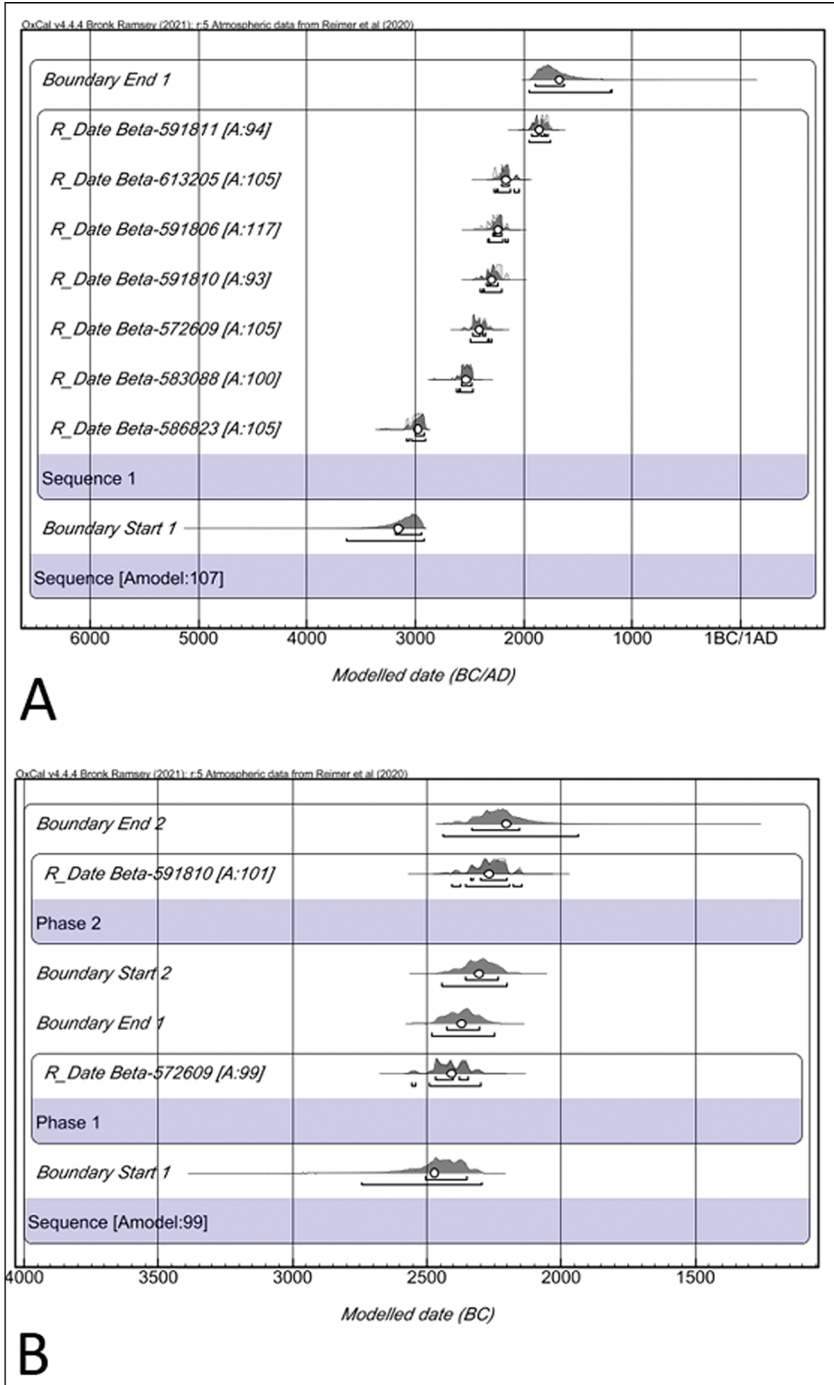 OxCal v4.4.4 Bronk Ramsey (2021); r:5 Atmospheric data from Reimer et al (2020)
Boundary End 1
R_Date Beta-591811 [A:94]
R_Date Beta-613205 [A:105]
R_Date Beta-591806 [A:117]
R_Date Beta-591810 [A:93]
R_Date Beta-572609 [A:105]
R_Date Beta-583088 [A:100]
R_Date Beta-586823 [A:105]
Sequence 1
Boundary Start 1
Sequence [Amodel:107]
6000 5000 4000 3000 2000 1000 1BC/1AD
Modelled date (BC/AD)
A
OxCal v4.4.4 Bronk Ramsey (2021); r:5 Atmospheric data from Reimer et al (2020)
Boundary End 2
R_Date Beta-591810 [A:101]
Phase 2
Boundary Start 2
Boundary End 1
R_Date Beta-572609 [A:99]
Phase 1
Boundary Start 1
Sequence [Amodel:99]
4000 3500 3000 2500 2000 1500
Modelled date (BC)
B